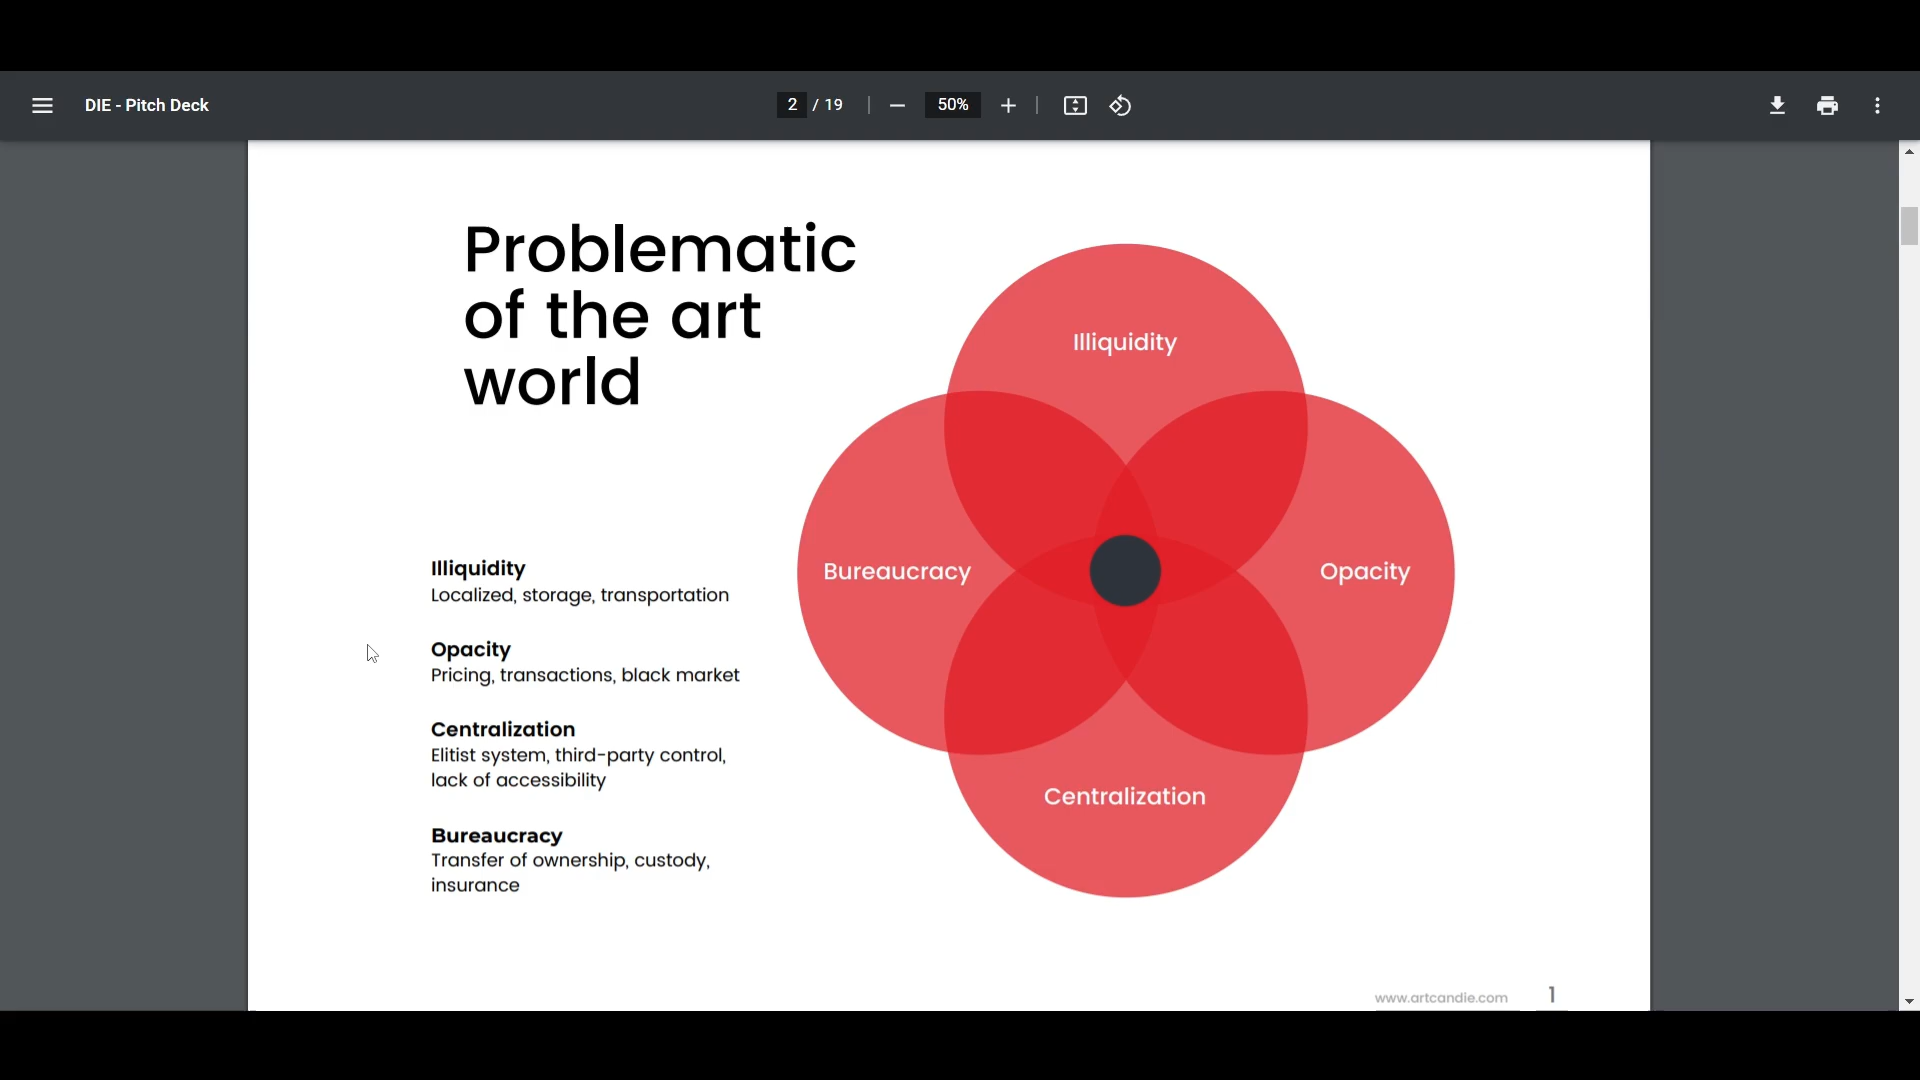 DIE - Pitch Deck
2 / 19
50%
Problematic
of the art
world
Illiquidity
Localized, storage, transportation
Opacity
Pricing, transactions, black market
Centralization
Elitist system, third-party control,
lack of accessibility
Bureaucracy
Transfer of ownership, custody,
insurance
Illiquidity
Bureaucracy
Opacity
Centralization
www.artcandie.com
1